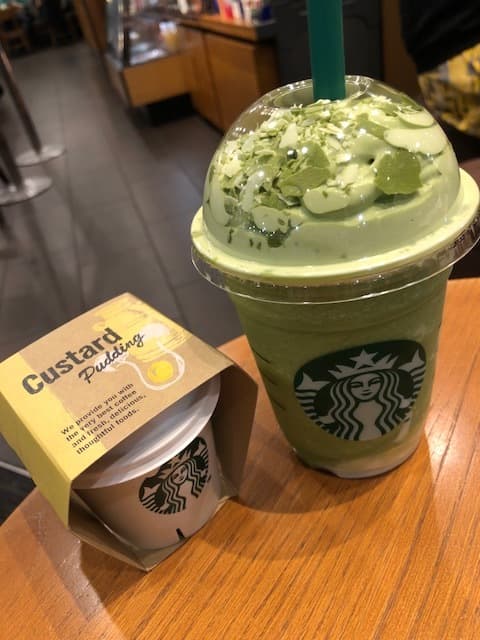 Custard
Pudding
We provide you with
the very best coffee
and fresh, delicious,
thoughtful foods.